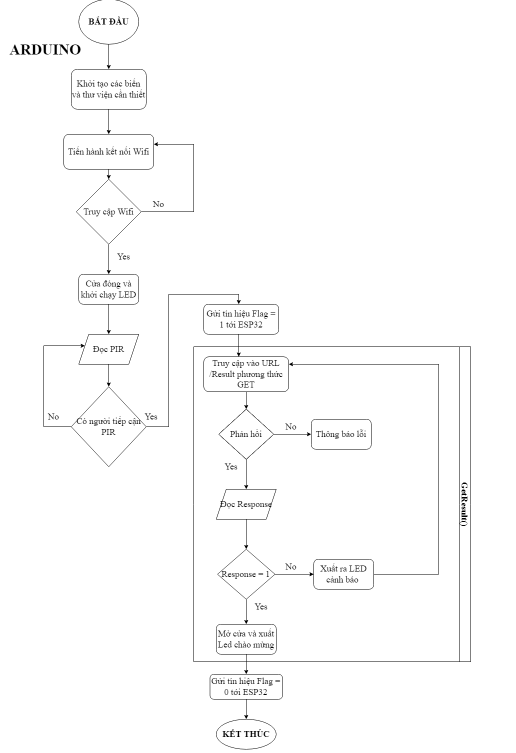 BẮT ĐẦU
ARDUINO
Khởi tạo các biến
và thư viện cần thiết
Tiến hành kết nối Wifi
Truy cập Wifi
No
Yes
Cửa đóng và
khởi chạy LED
Đọc PIR
Có người tiếp cận
PIR
No
Yes
Gửi tín hiệu Flag =
1 tới ESP32
Truy cập vào URL
/Result phương thức
GET
Phản hồi
No
Thông báo lỗi
Yes
Đọc Response
Response = 1
No
Xuất ra LED
cảnh báo
Yes
Mở cửa và xuất
Led chào mừng
GetResult()
Gửi tín hiệu Flag =
0 tới ESP32
KẾT THÚC